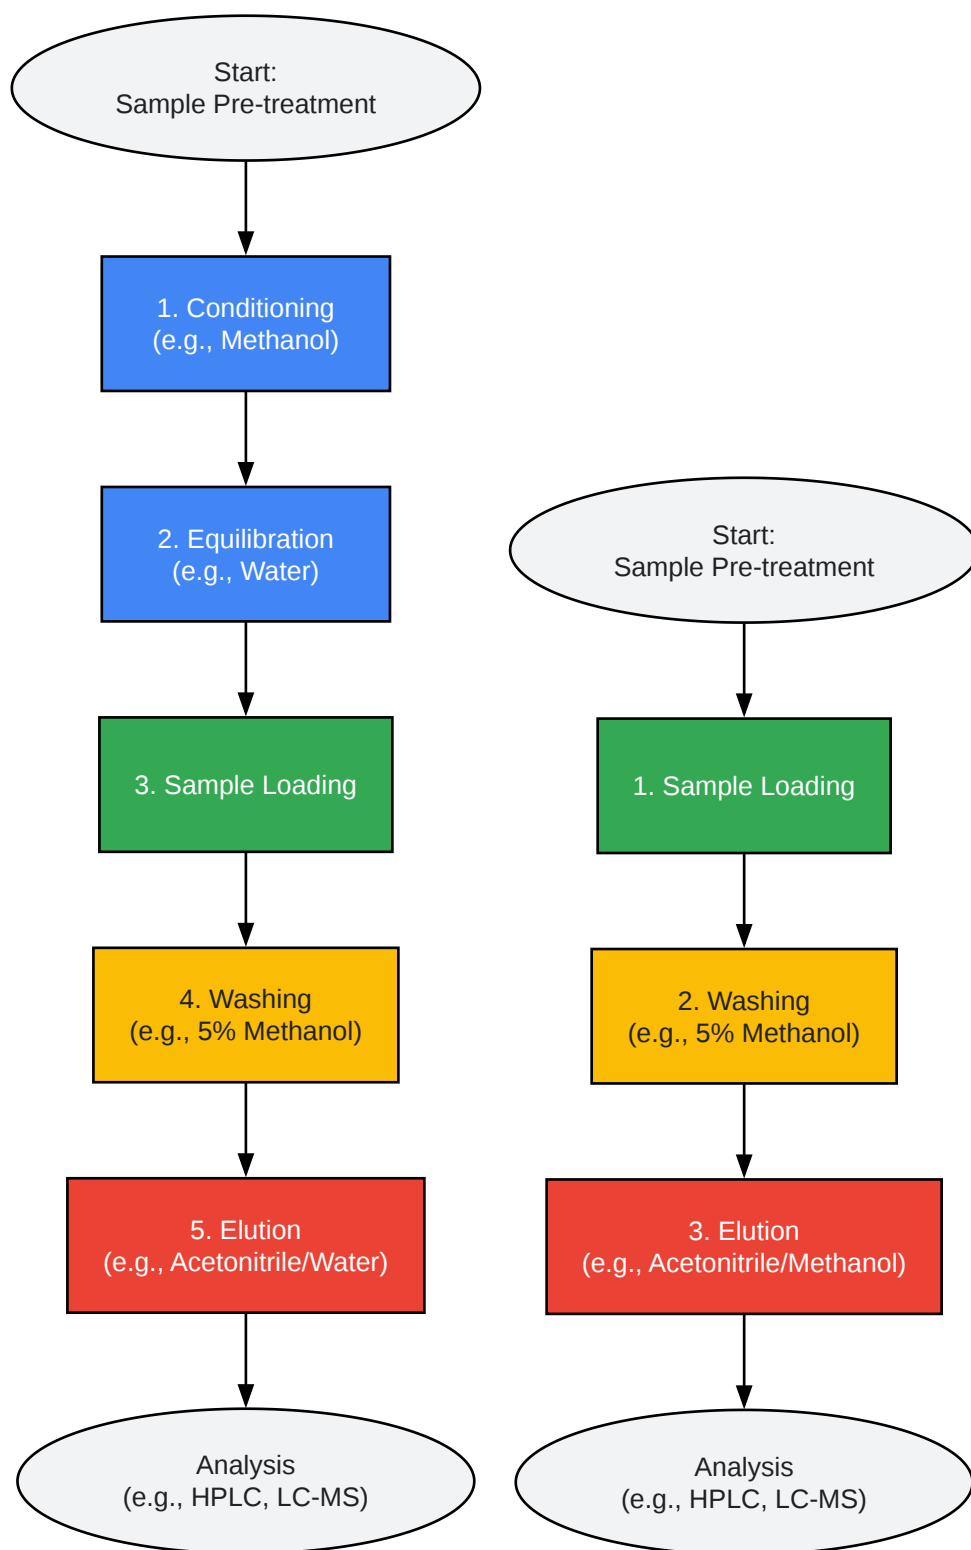 Start:
Sample Pre-treatment
1. Conditioning
(e.g., Methanol)
2. Equilibration
(e.g., Water)
3. Sample Loading
4. Washing
(e.g., 5% Methanol)
5. Elution
(e.g., Acetonitrile/Water)
Analysis
(e.g., HPLC, LC-MS)
Start:
Sample Pre-treatment
1. Sample Loading
2. Washing
(e.g., 5% Methanol)
3. Elution
(e.g., Acetonitrile/Methanol)
Analysis
(e.g., HPLC, LC-MS)